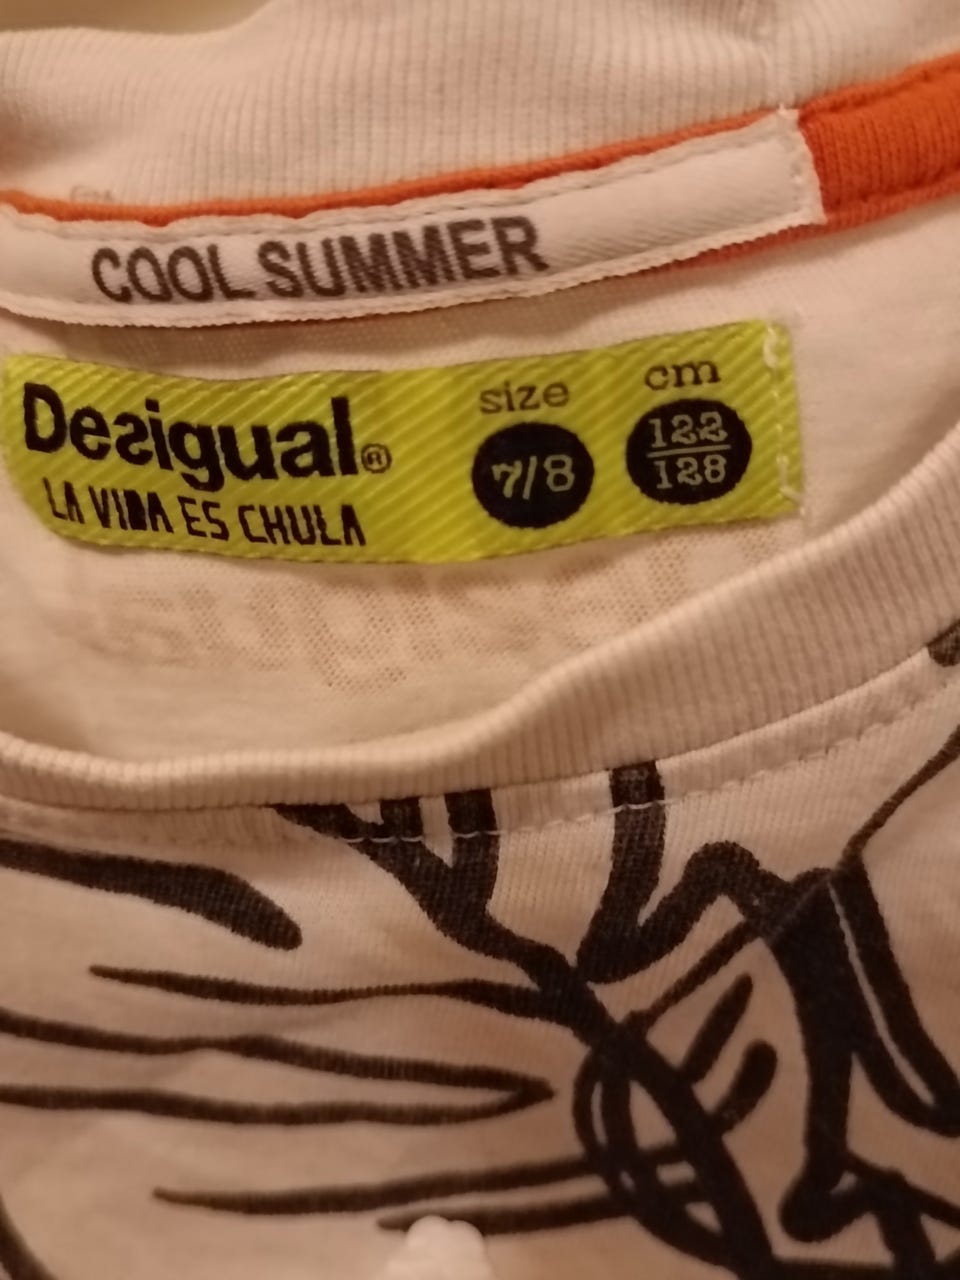 COOL SUMMER
Desigual®
LA VIDA ES CHULA
size
7/8
cm
122
128